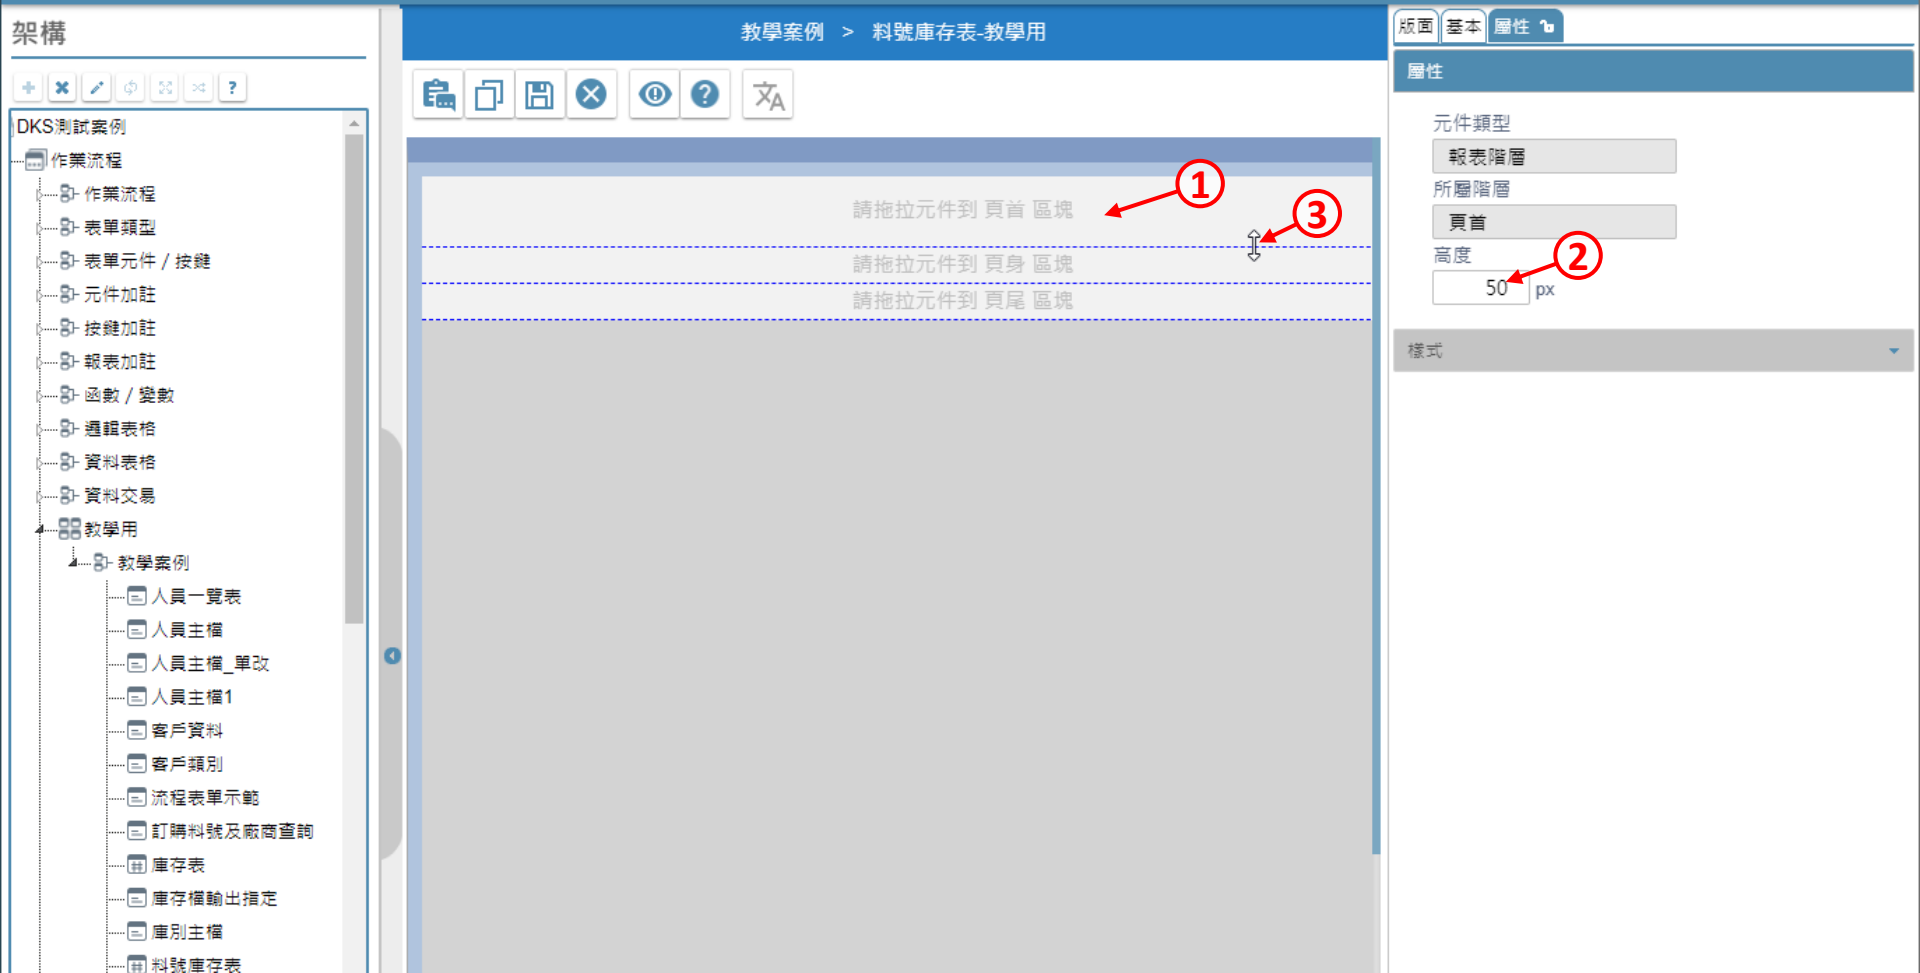 架構
DKS測試案例
作業流程
作業流程
表單類型
表單元件 / 按鍵
元件加註
按鍵加註
報表加註
函數 / 變數
邏輯表格
資料表格
資料交易
教學用
教學案例
人員一覽表
人員主檔
人員主檔_單改
人員主檔1
客戶資料
客戶類別
流程表單示範
訂購料號及廠商查詢
庫存表
庫存檔輸出指定
庫別主檔
料號庫存表
教學案例 > 料號庫存表-教學用
請拖拉元件到 頁首 區塊
請拖拉元件到 頁身 區塊
請拖拉元件到 頁尾 區塊
1
3
2
版面 基本 屬性
屬性
元件類型
報表階層
所屬階層
頁首
高度
50 px
樣式